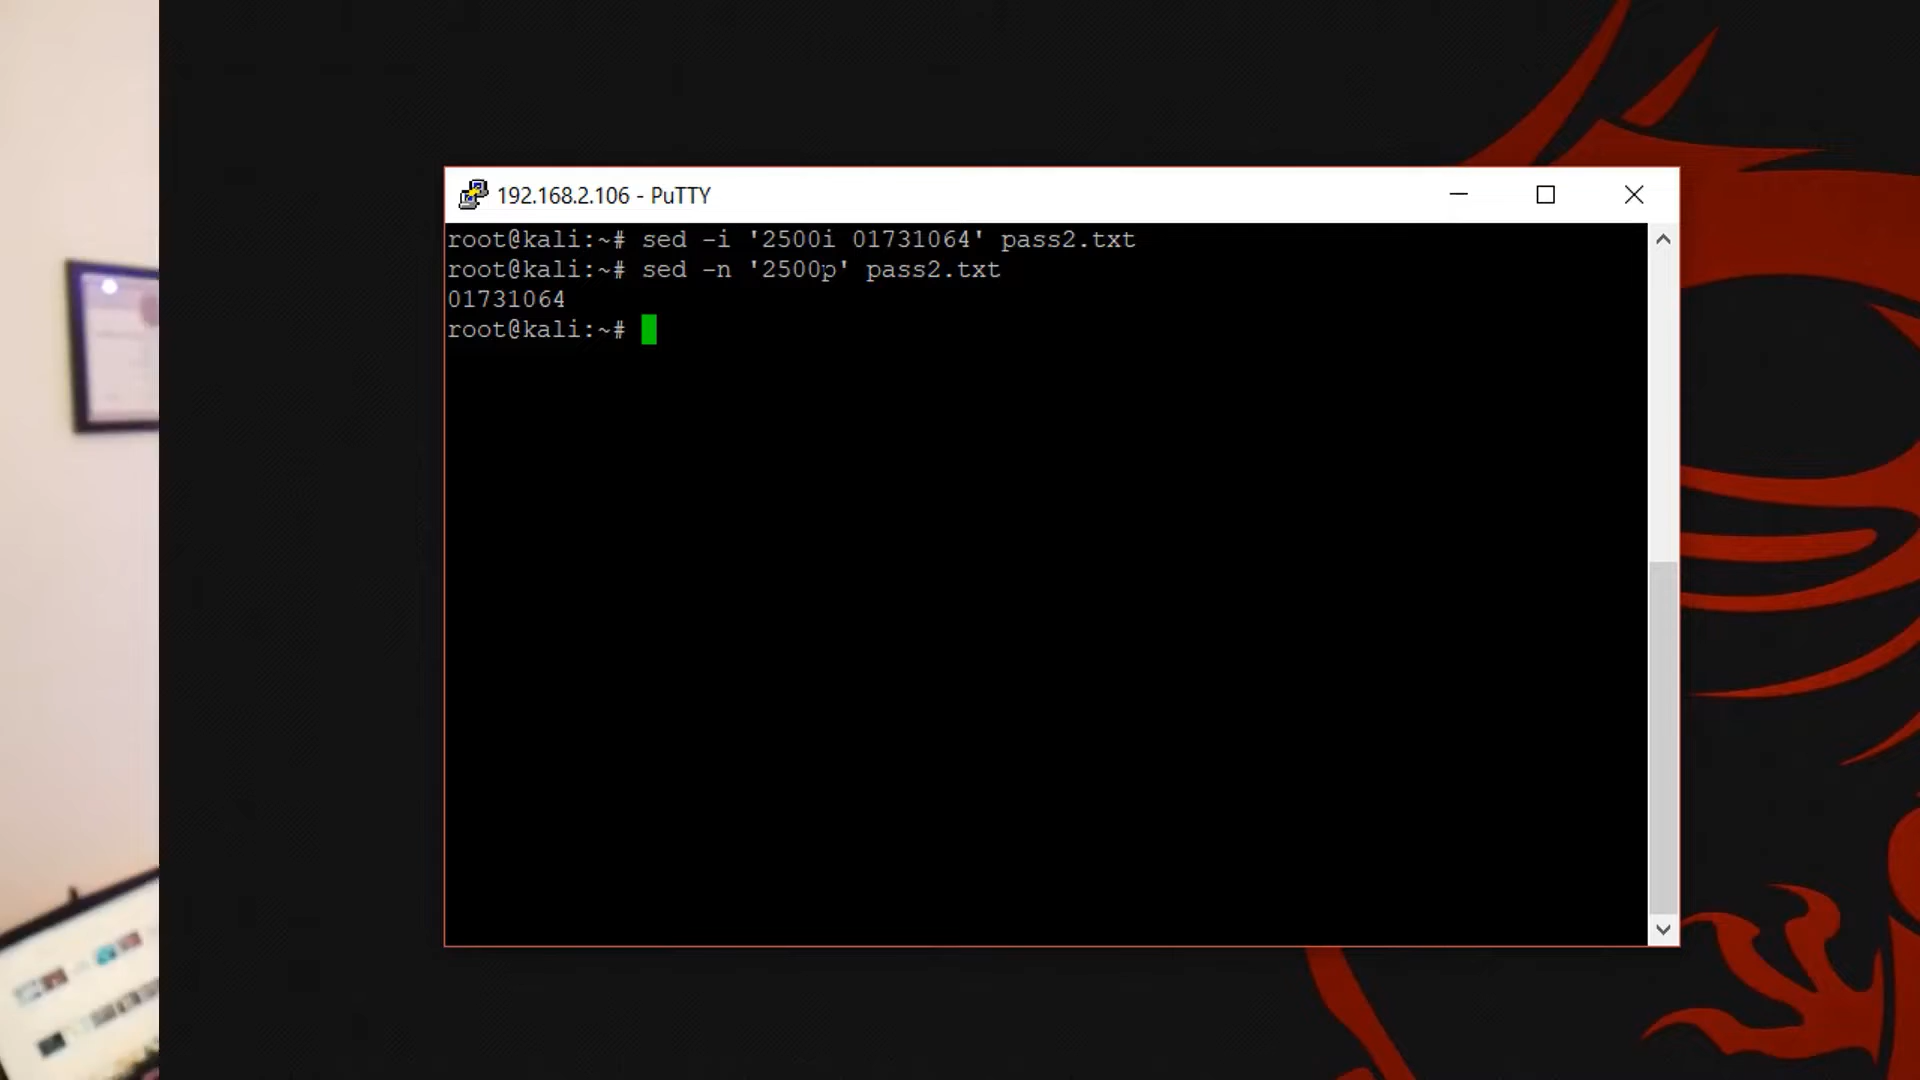 192.168.2.106 - PuTTY
root@kali:~# sed -i '2500i 01731064' pass2.txt
root@kali:~# sed -n '2500p' pass2.txt
01731064
root@kali:~#